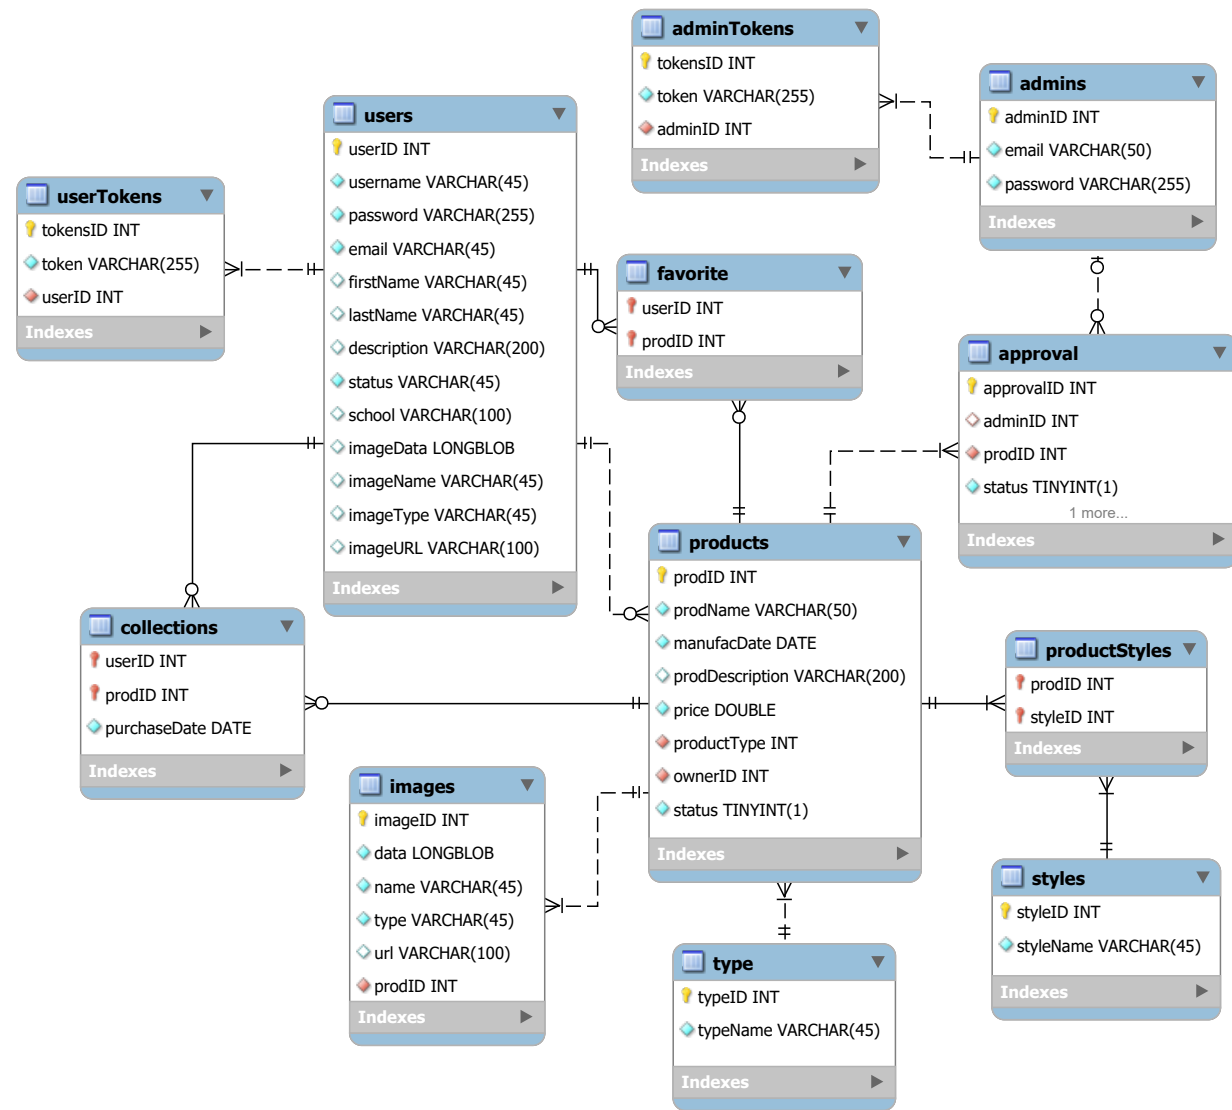 adminTokens
tokensID INT
token VARCHAR(255)
adminID INT
Indexes
admins
adminID INT
email VARCHAR(50)
password VARCHAR(255)
Indexes
users
userID INT
username VARCHAR(45)
password VARCHAR(255)
email VARCHAR(45)
firstName VARCHAR(45)
lastName VARCHAR(45)
description VARCHAR(200)
status VARCHAR(45)
school VARCHAR(100)
imageData LONGBLOB
imageName VARCHAR(45)
imageType VARCHAR(45)
imageURL VARCHAR(100)
Indexes
userTokens
tokensID INT
token VARCHAR(255)
userID INT
Indexes
favorite
userID INT
prodID INT
Indexes
approval
approvalID INT
adminID INT
prodID INT
status TINYINT(1)
1 more...
Indexes
products
prodID INT
prodName VARCHAR(50)
manufacDate DATE
prodDescription VARCHAR(200)
price DOUBLE
productType INT
ownerID INT
status TINYINT(1)
Indexes
collections
userID INT
prodID INT
purchaseDate DATE
Indexes
productStyles
prodID INT
styleID INT
Indexes
images
imageID INT
data LONGBLOB
name VARCHAR(45)
type VARCHAR(45)
url VARCHAR(100)
prodID INT
Indexes
styles
styleID INT
styleName VARCHAR(45)
Indexes
type
typeID INT
typeName VARCHAR(45)
Indexes